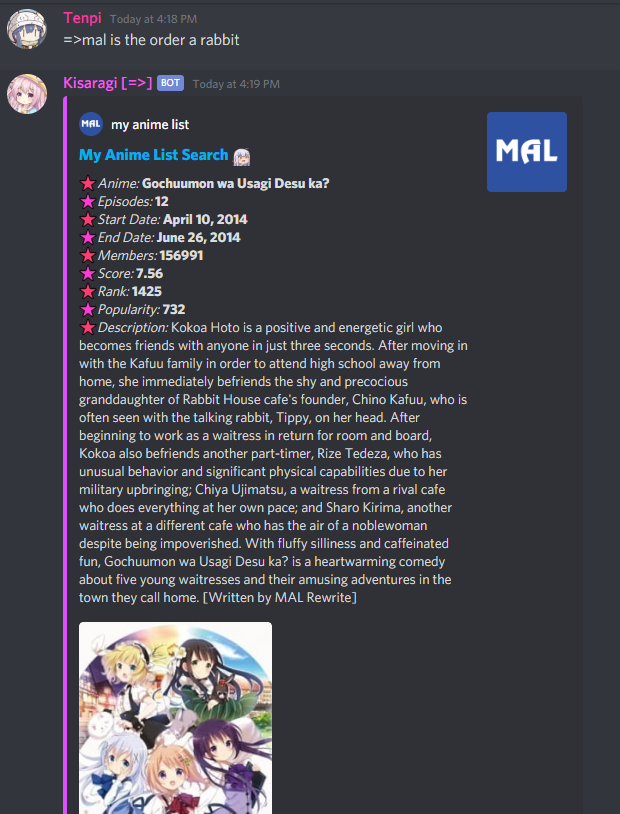 Tenpi Today at 4:18 PM
=>mal is the order a rabbit
Kisaragi [=>] BOT Today at 4:19 PM
MAL my anime list
MAL
My Anime List Search
Anime: Gochuumon wa Usagi Desu ka?
Episodes: 12
Start Date: April 10, 2014
End Date: June 26, 2014
Members: 156991
Score: 7.56
Rank: 1425
Popularity: 732
Description: Kokoa Hoto is a positive and energetic girl who
becomes friends with anyone in just three seconds. After moving in
with the Kafuu family in order to attend high school away from
home, she immediately befriends the shy and precocious
granddaughter of Rabbit House cafe's founder, Chino Kafuu, who is
often seen with the talking rabbit, Tippy, on her head. After
beginning to work as a waitress in return for room and board,
Kokoa also befriends another part-timer, Rize Tedeza, who has
unusual behavior and significant physical capabilities due to her
military upbringing; Chiya Ujimatsu, a waitress from a rival cafe
who does everything at her own pace; and Sharo Kirima, another
waitress at a different cafe who has the air of a noblewoman
despite being impoverished. With fluffy silliness and caffeinated
fun, Gochuumon wa Usagi Desu ka? is a heartwarming comedy
about five young waitresses and their amusing adventures in the
town they call home. [Written by MAL Rewrite]